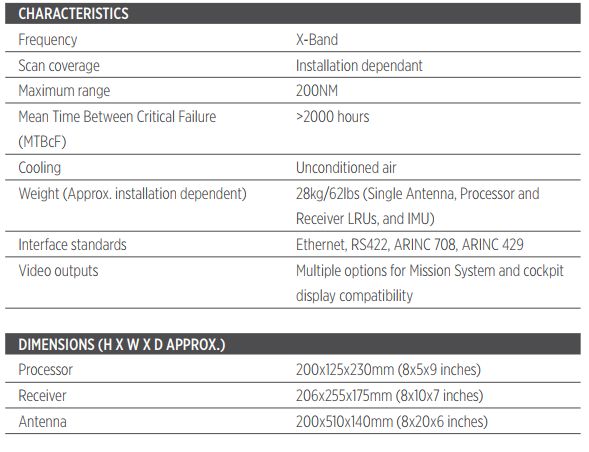 CHARACTERISTICS
Frequency X-Band
Scan coverage Installation dependant
Maximum range 200NM
Mean Time Between Critical Failure >2000 hours
(MTBcF)
Cooling Unconditioned air
Weight (Approx. installation dependent) 28kg/62lbs (Single Antenna, Processor and
Receiver LRUs, and IMU)
Interface standards Ethernet, RS422, ARINC 708, ARINC 429
Video outputs Multiple options for Mission System and cockpit
display compatibility
DIMENSIONS (H X W X D APPROX.)
Processor 200x125x230mm (8x5x9 inches)
Receiver 206x255x175mm (8x10x7 inches)
Antenna 200x510x140mm (8x20x6 inches)